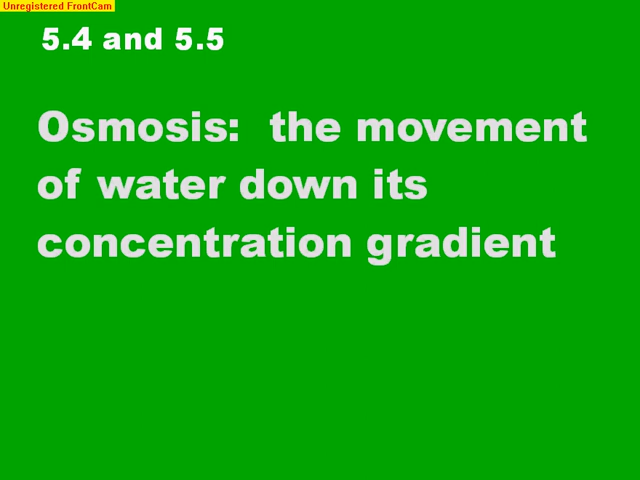 Unregistered FrontCam
5.4 and 5.5
Osmosis:  the movement
of water down its
concentration gradient